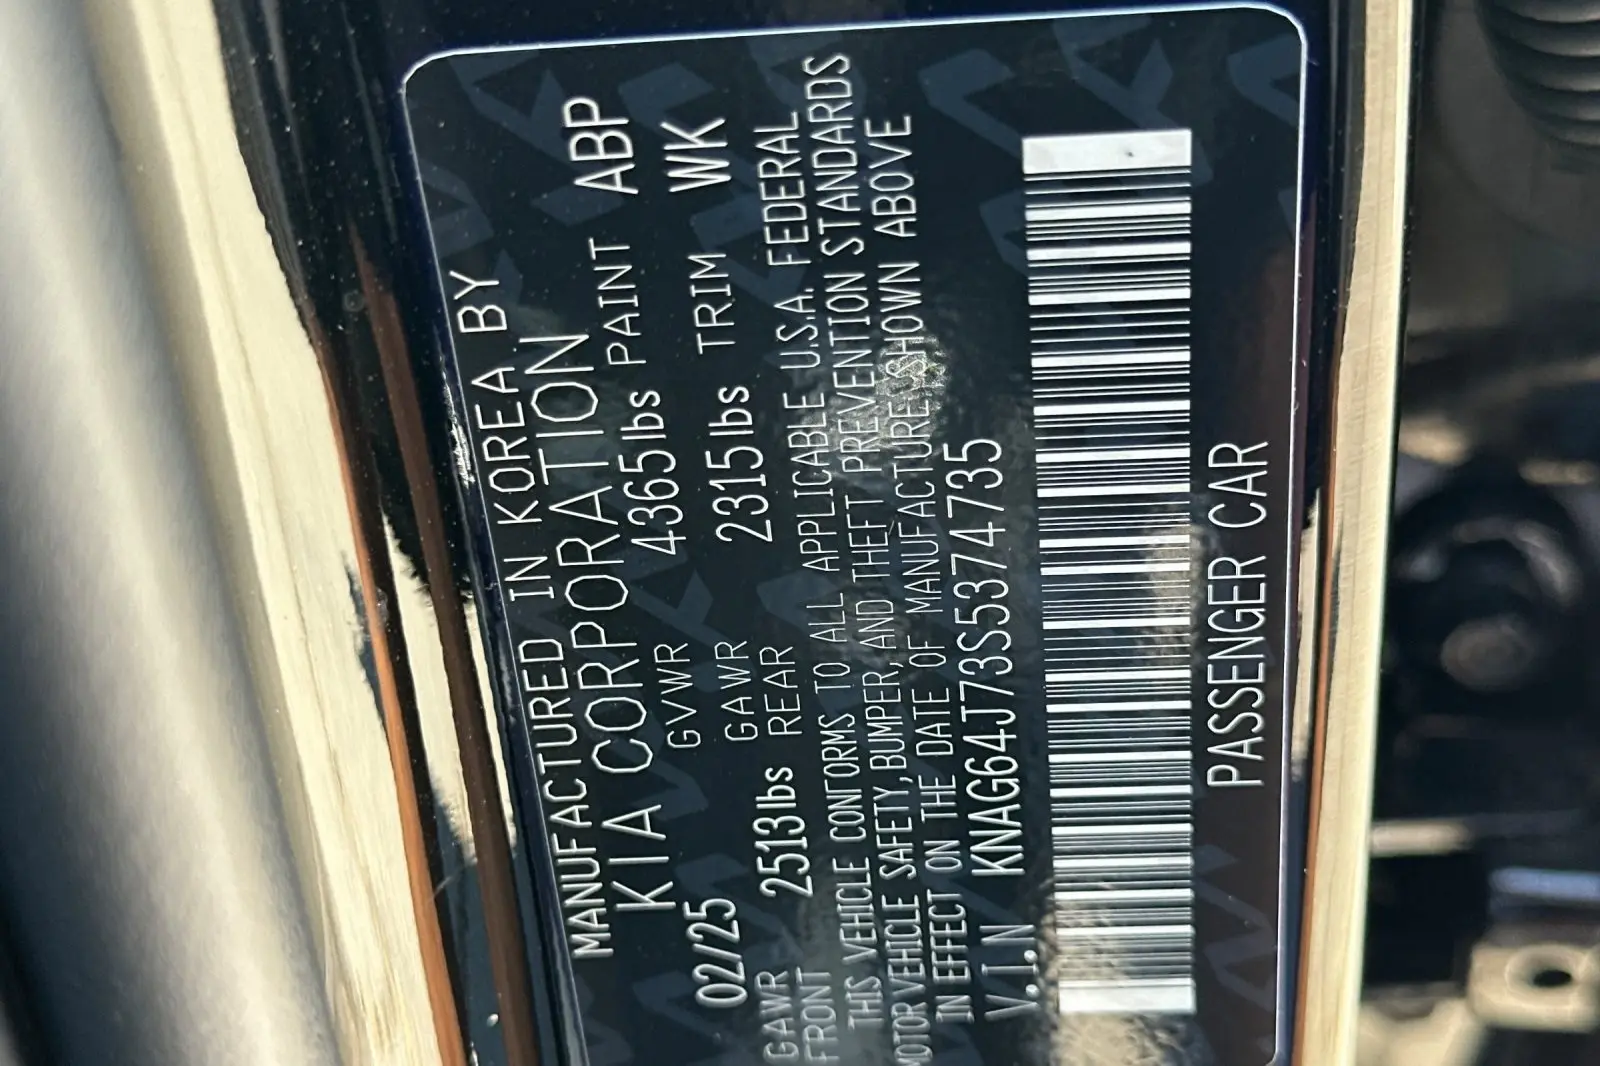 MANUFACTURED IN KOREA BY
KIA CORPORATION
02/25 GVWR 4365lbs PAINT ABP
GAWR FRONT 2513lbs GAWR REAR 2315lbs TRIM WK
THIS VEHICLE CONFORMS TO ALL APPLICABLE U.S.A. FEDERAL
MOTOR VEHICLE SAFETY, BUMPER, AND THEFT PREVENTION STANDARDS
IN EFFECT ON THE DATE OF MANUFACTURE SHOWN ABOVE
V.I.N KNAG64J73S5374735
PASSENGER CAR